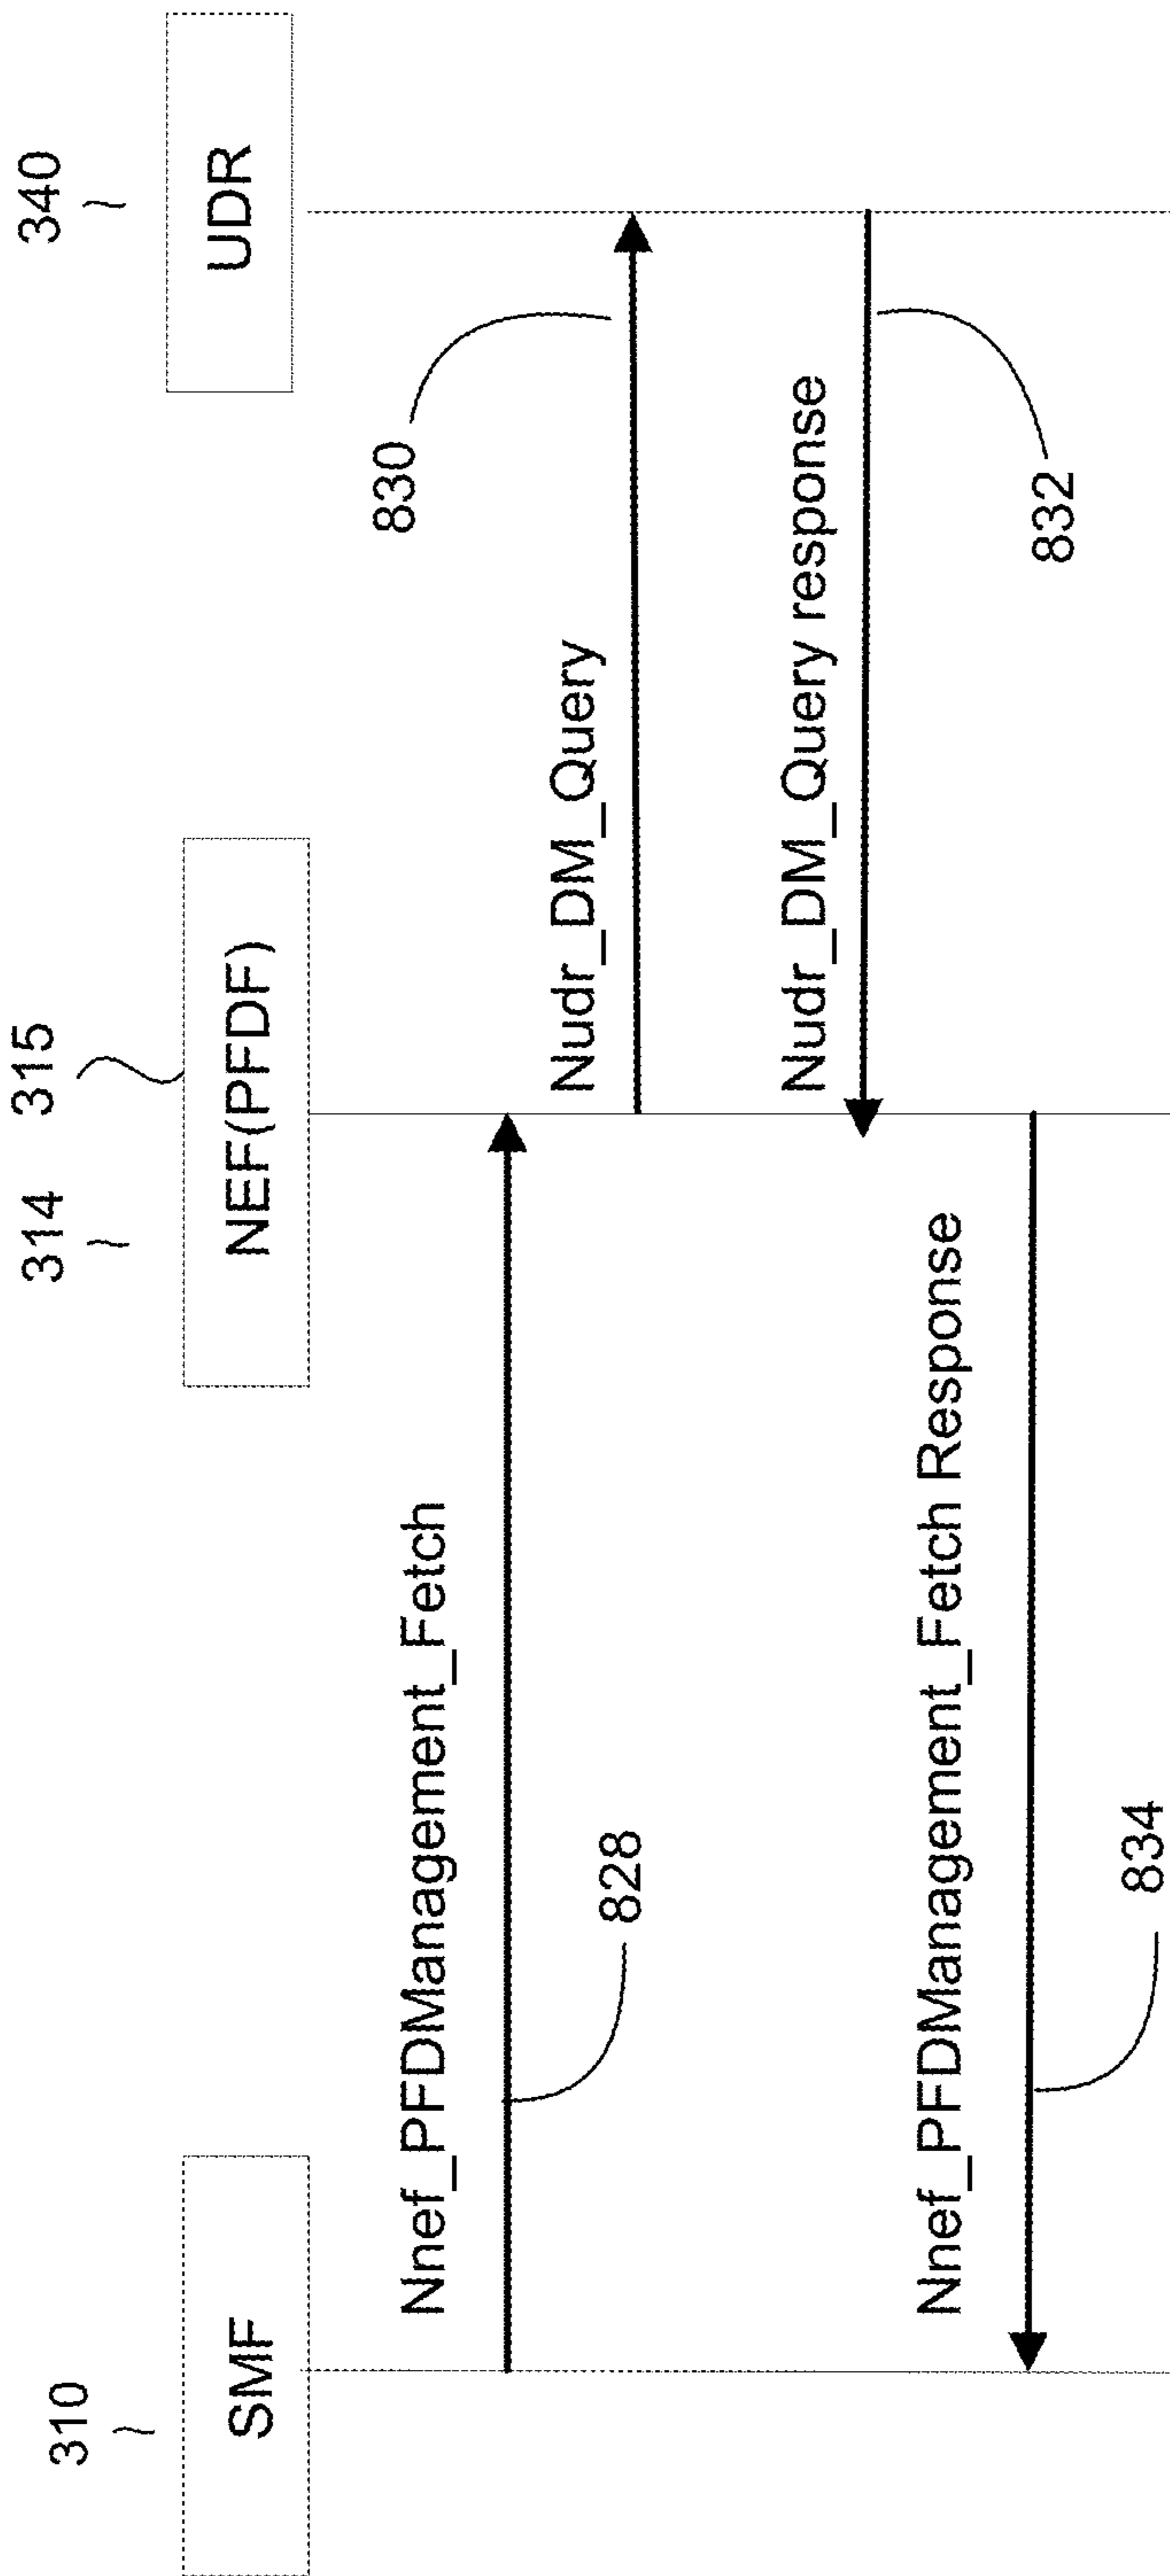 310
314
315
340
SMF
NEF(PFDF)
UDR
Nnef_PFDManagement_Fetch
828
Nudr_DM_Query
830
Nudr_DM_Query response
832
Nnef_PFDManagement_Fetch Response
834